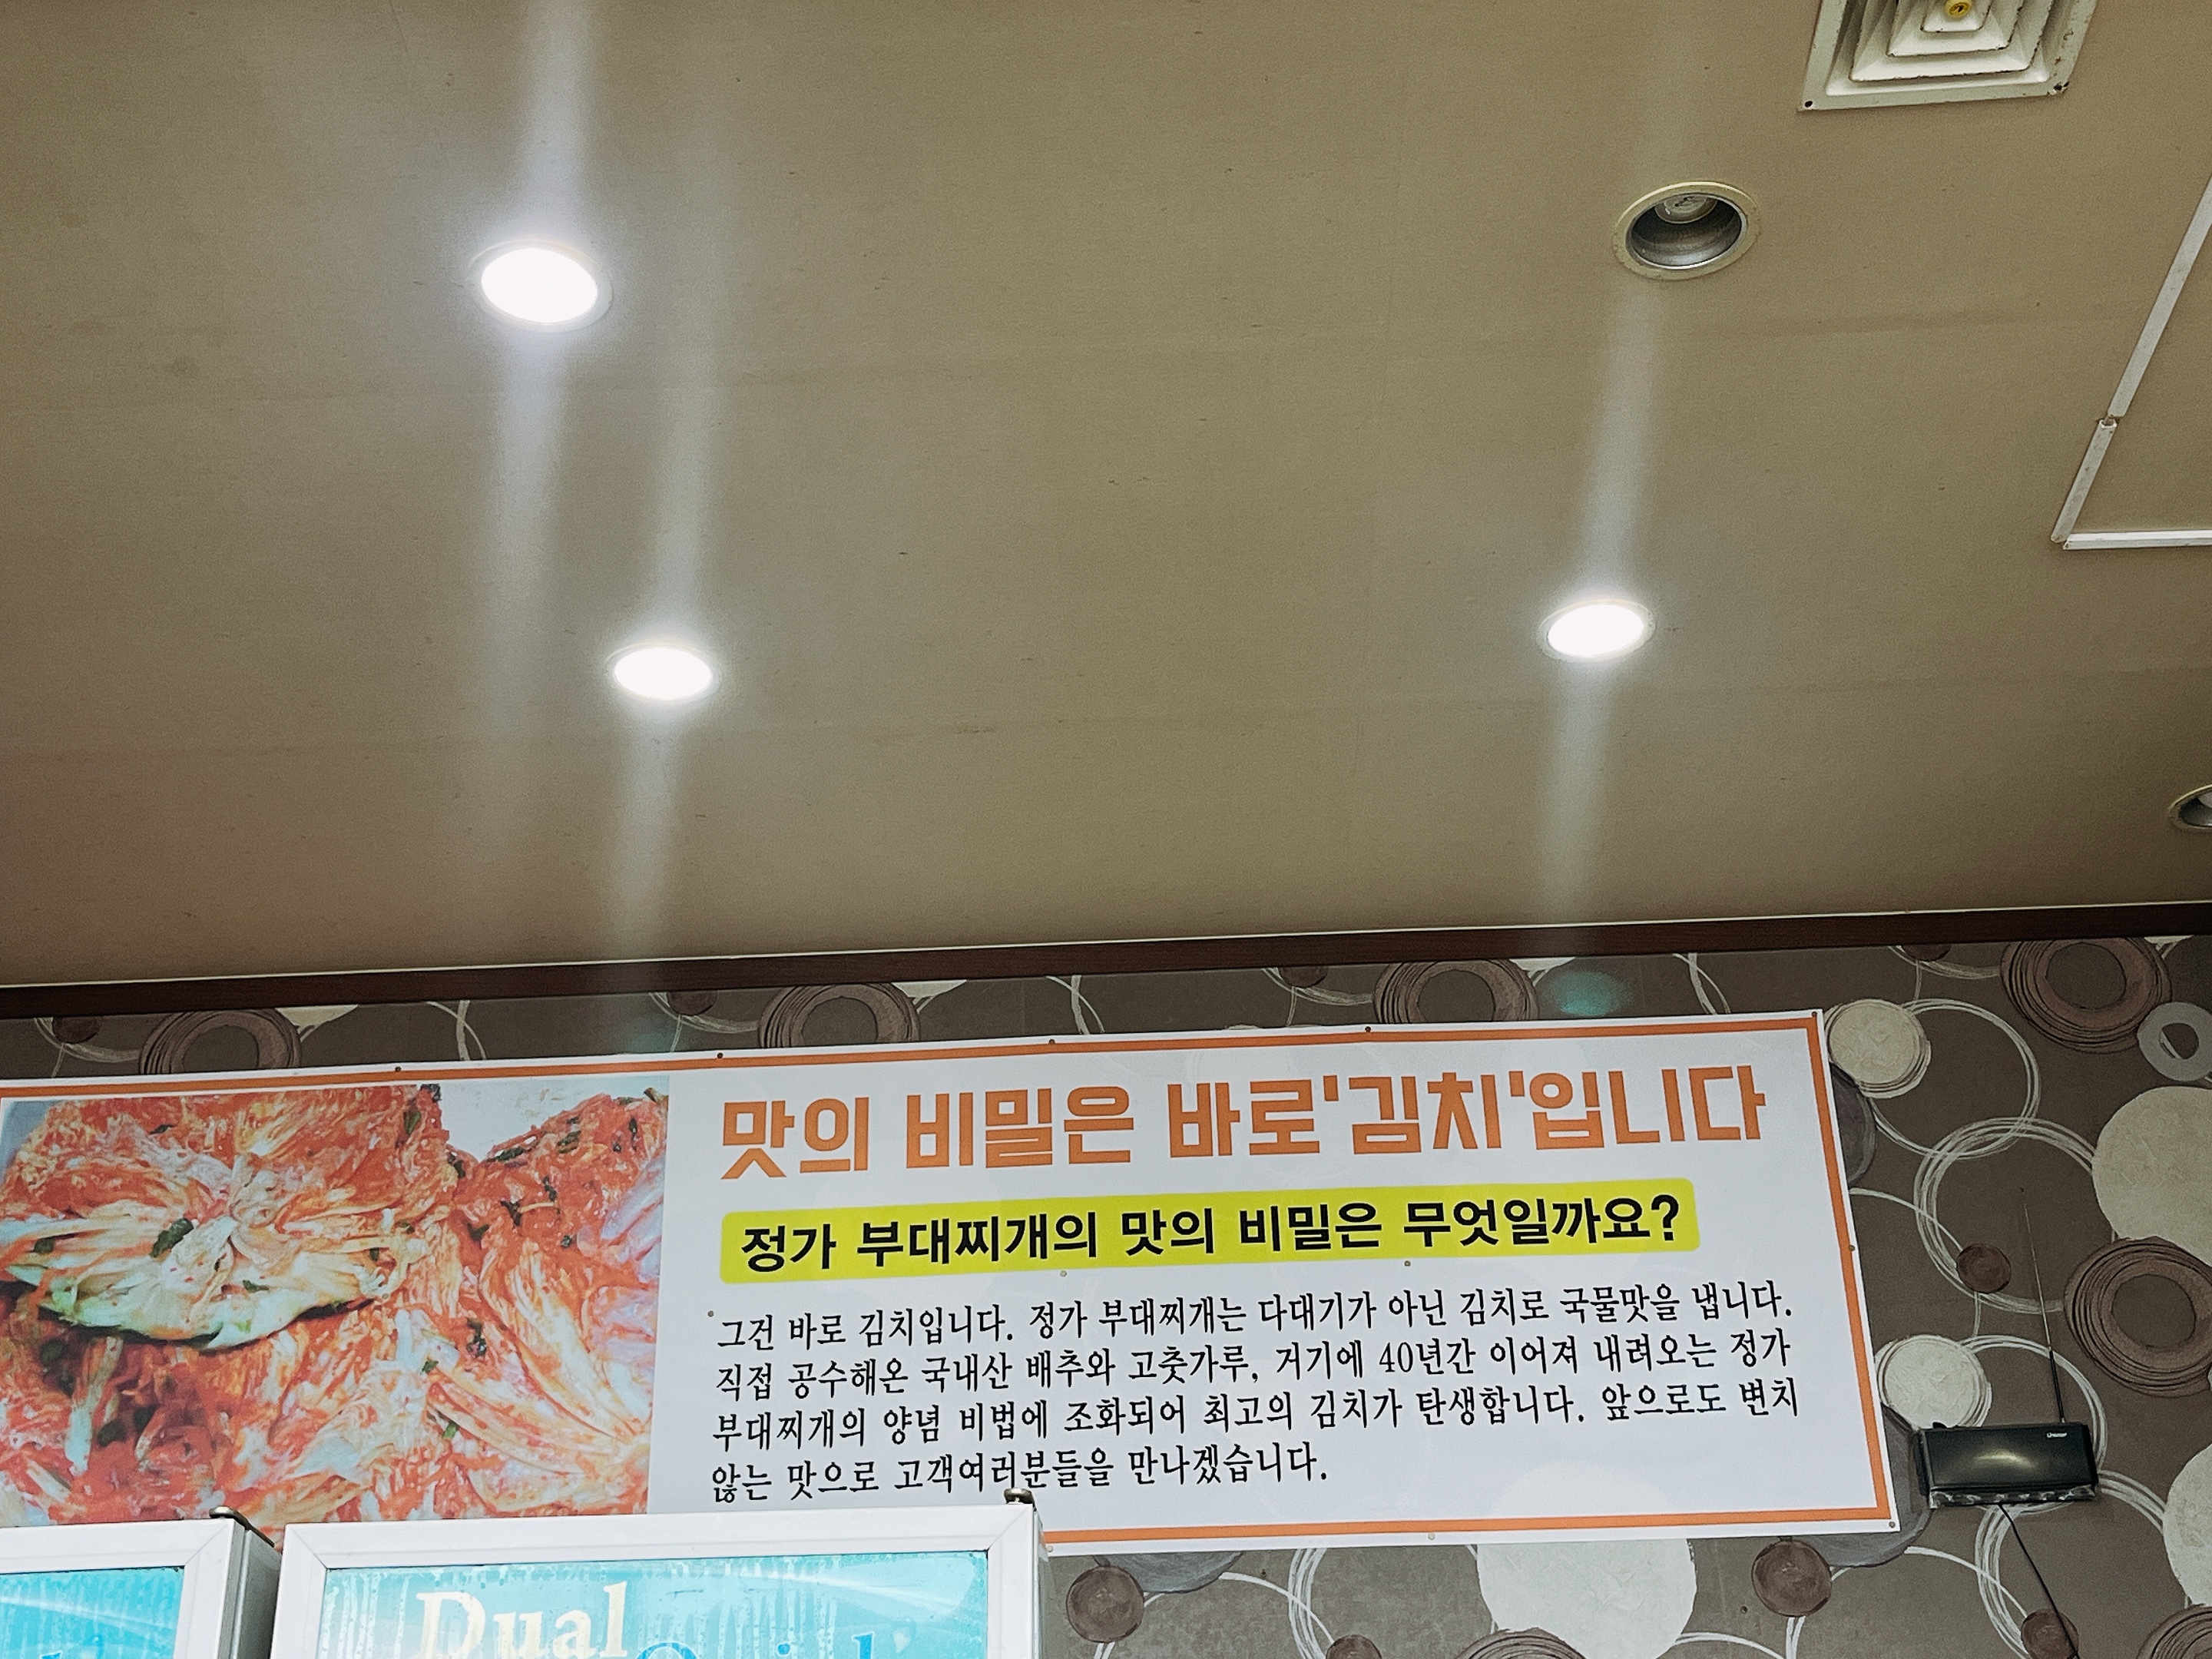 맛의 비밀은 바로'김치'입니다
정가 부대찌개의 맛의 비밀은 무엇일까요?
그건 바로 김치입니다. 정가 부대찌개는 다대기가 아닌 김치로 국물맛을 냅니다.
직접 공수해온 국내산 배추와 고춧가루, 거기에 40년간 이어져 내려오는 정가
부대찌개의 양념 비법에 조화되어 최고의 김치가 탄생합니다. 앞으로도 변치
않는 맛으로 고객여러분들을 만나겠습니다.
Dual